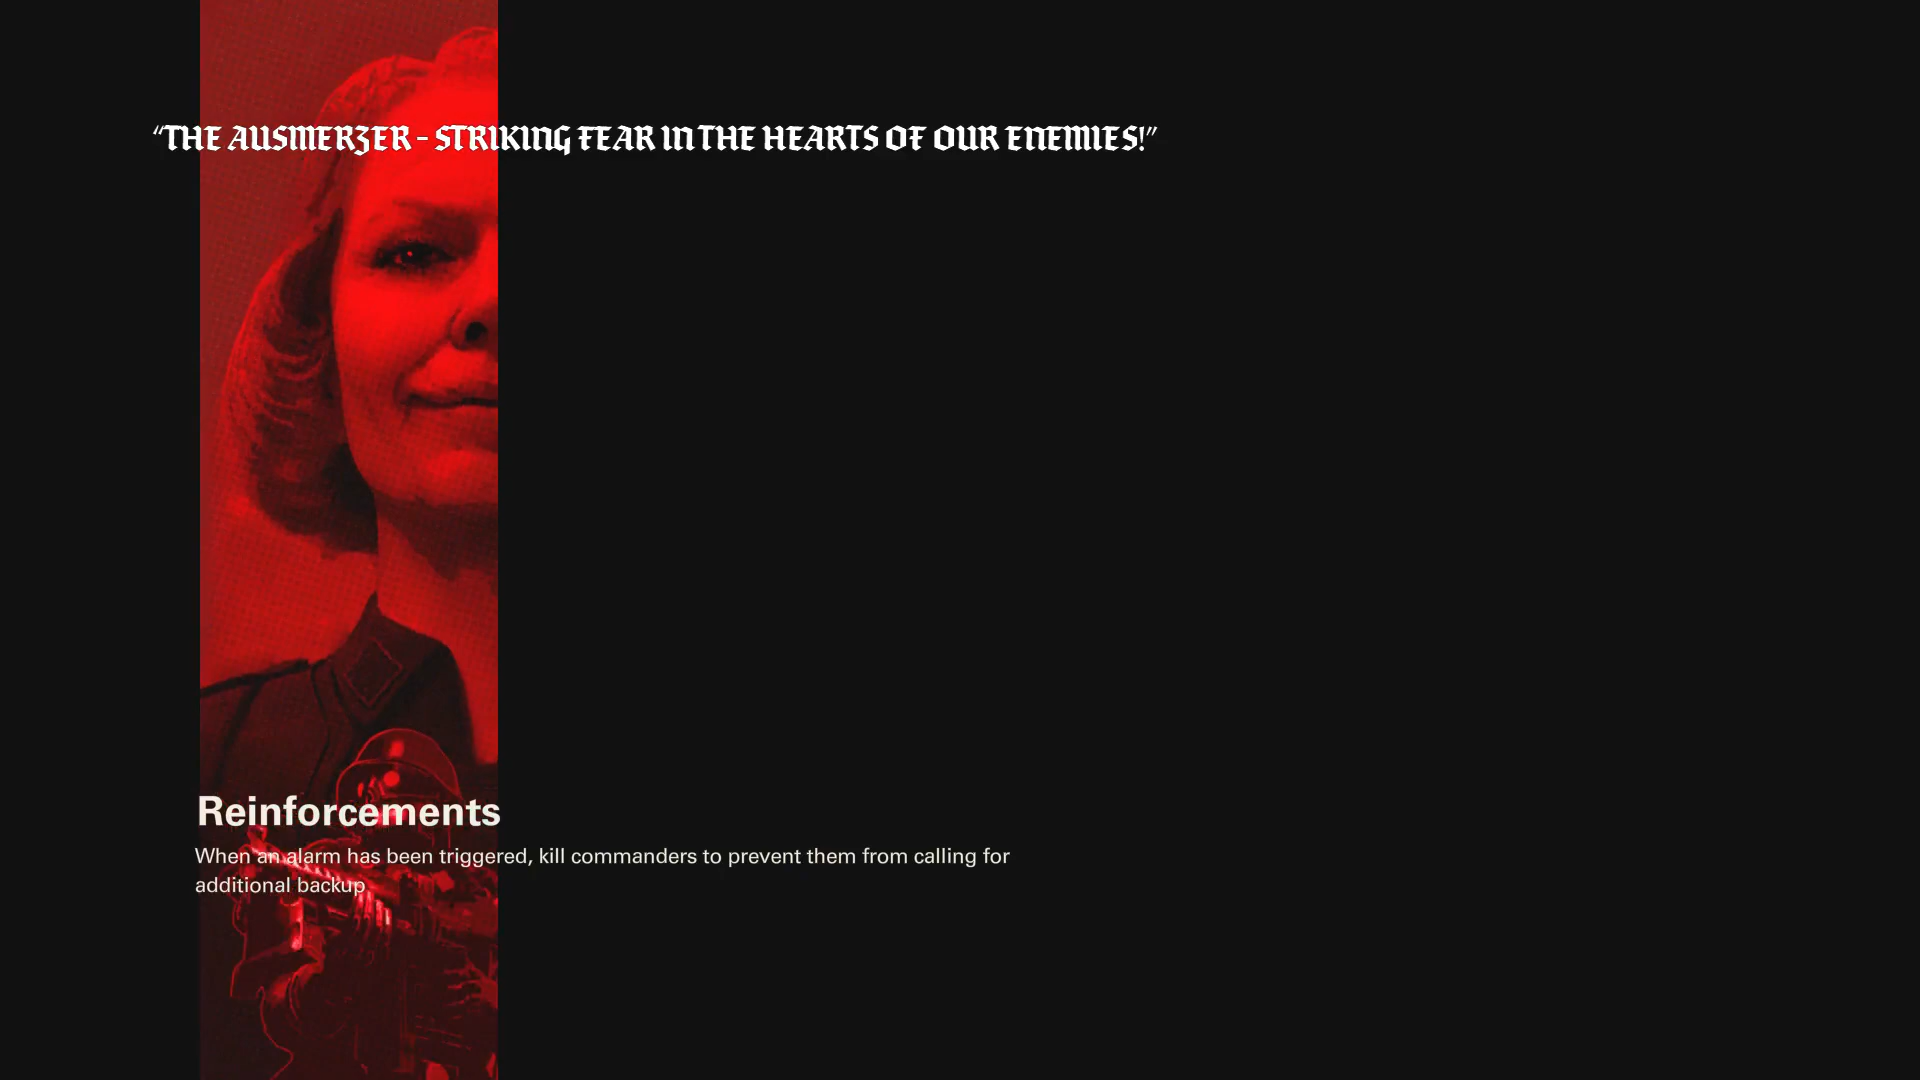 “THE AUSMERZER – STRIKING FEAR IN THE HEARTS OF OUR ENEMIES!”
Reinforcements
When an alarm has been triggered, kill commanders to prevent them from calling for
additional backup